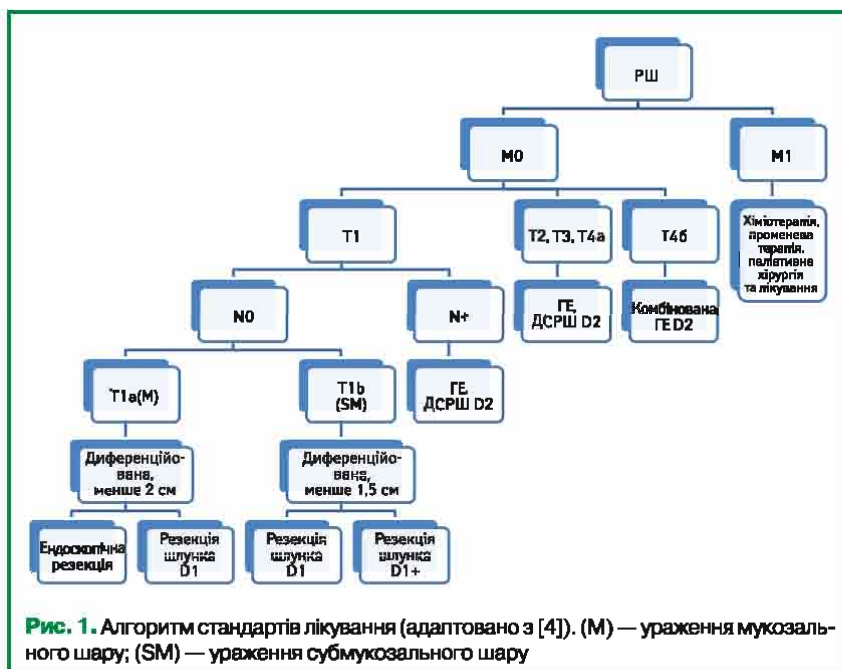 РШ
М0
М1
Т1
Т2, Т3, Т4а
Т4б
Хіміотерапія,
променева
терапія,
паліативна
хірургія
та лікування
N0
N+
ГЕ,
ДСРШ D2
Комбінована
ГЕ D2
Т1а(М)
Т1b
(SM)
ГЕ,
ДСРШ D2
Диференційо-
вана,
менше 2 см
Диференційо-
вана,
менше 1,5 см
Ендоскопічна
резекція
Резекція
шлунка
D1
Резекція
шлунка
D1
Резекція
шлунка
D1+
Рис. 1. Алгоритм стандартів лікування (адаптовано з [4]). (М) — ураження мукозаль-
ного шару; (SM) — ураження субмукозального шару